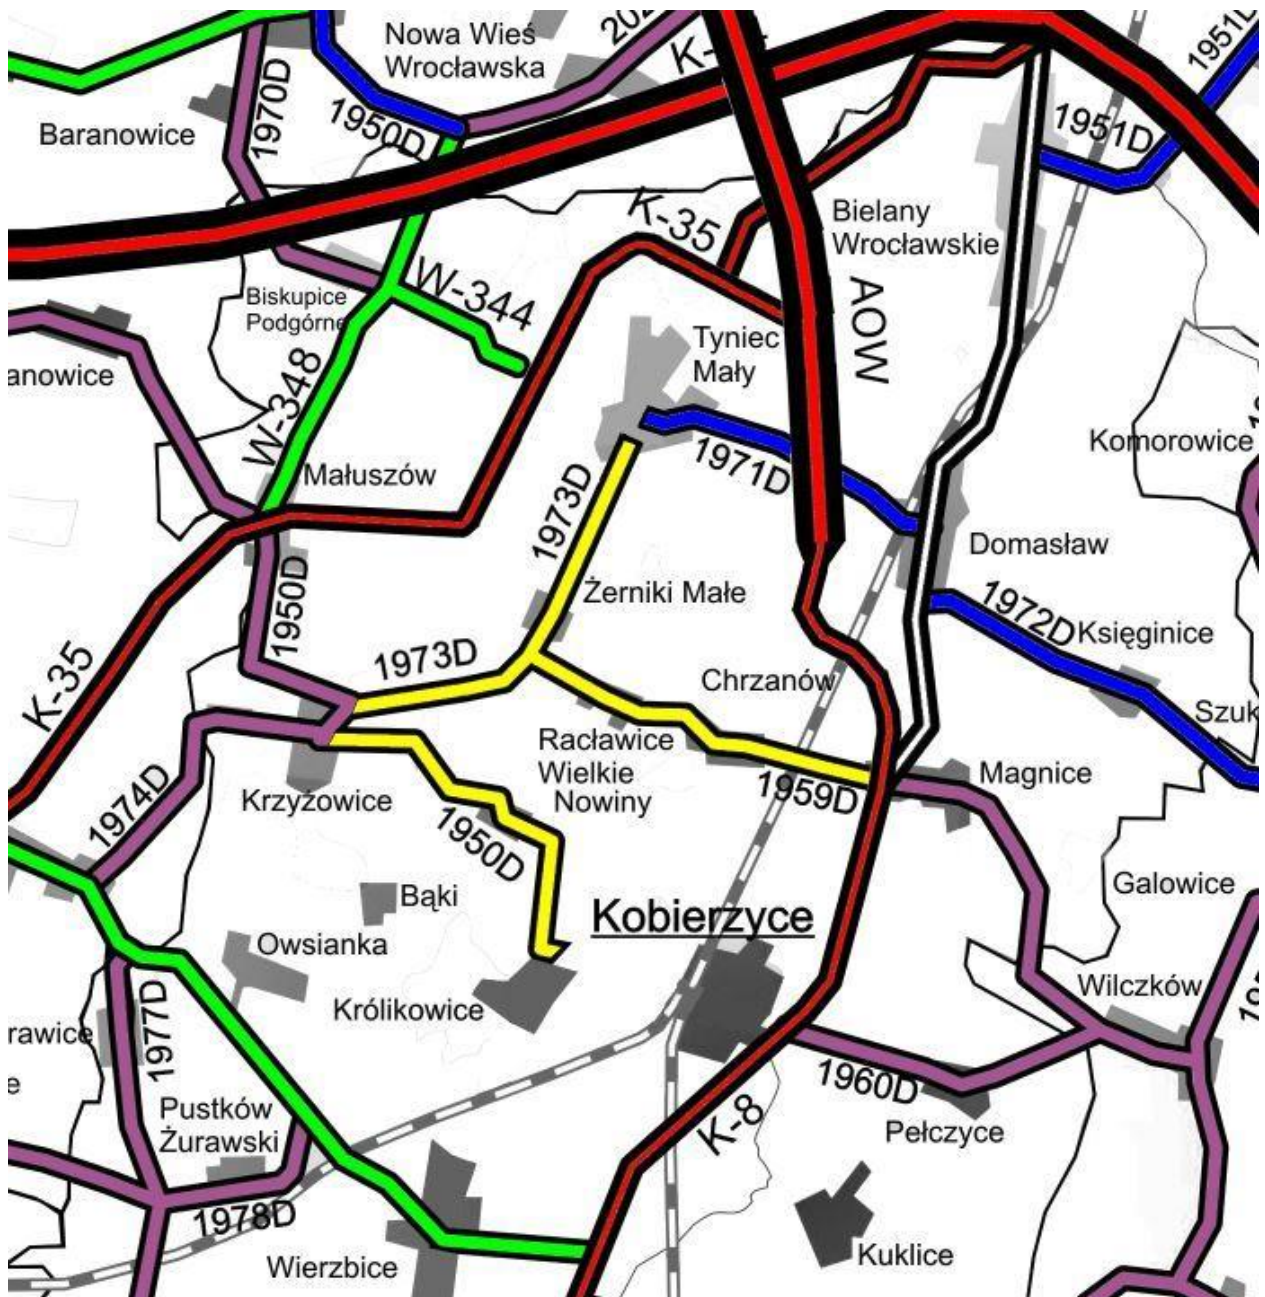 Nowa Wieś
Wrocławska
Baranowice
1970D
1950D
1951D
1951D
K-35
Bielany
Wrocławskie
AOW
Biskupice
Podgórne
W-344
Tyniec
Mały
anowice
W-348
Małuszów
1971D
Komorowice
1973D
Domasław
1950D
Żerniki Małe
1972D
Księginice
K-35
1973D
Chrzanów
Szuk
Racławice
Wielkie
Nowiny
1959D
Magnice
1974D
Krzyżowice
1950D
Bąki
Kobierzyce
Galowice
Owsianka
Królikowice
Wilczków
rawice
e
1977D
1960D
Pustków
Żurawski
K-8
Pełczyce
1978D
Wierzbice
Kuklice